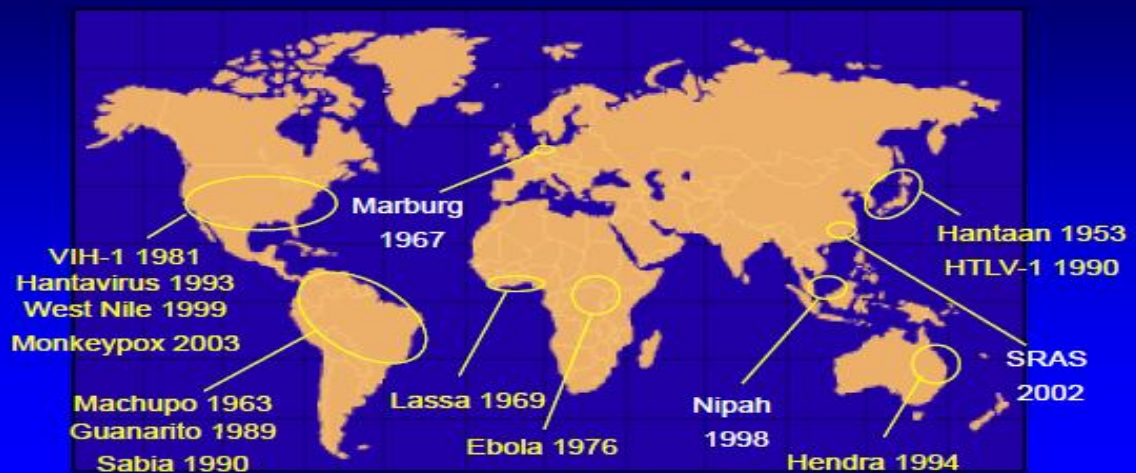 Marburg
1967
VIH-1 1981
Hantavirus 1993
West Nile 1999
Monkeypox 2003
Hantaan 1953
HTLV-1 1990
Machupo 1963
Guanarito 1989
Sabia 1990
Lassa 1969
Ebola 1976
Nipah
1998
SRAS
2002
Hendra 1994